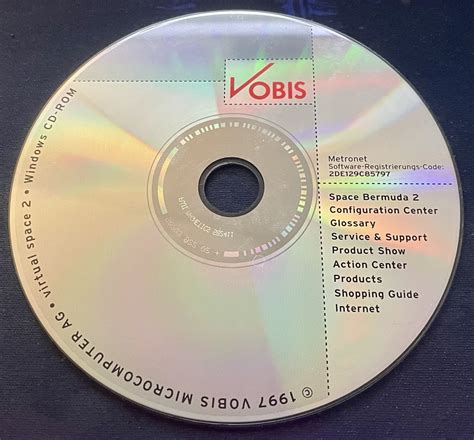 VOBIS
Metronet
Software-Registrierungs-Code:
2DE129C85797
Space Bermuda 2
Configuration Center
Glossary
Service & Support
Product Show
Action Center
Products
Shopping Guide
Internet
© 1997 VOBIS MICROCOMPUTER AG • virtual space 2 • Windows CD-ROM